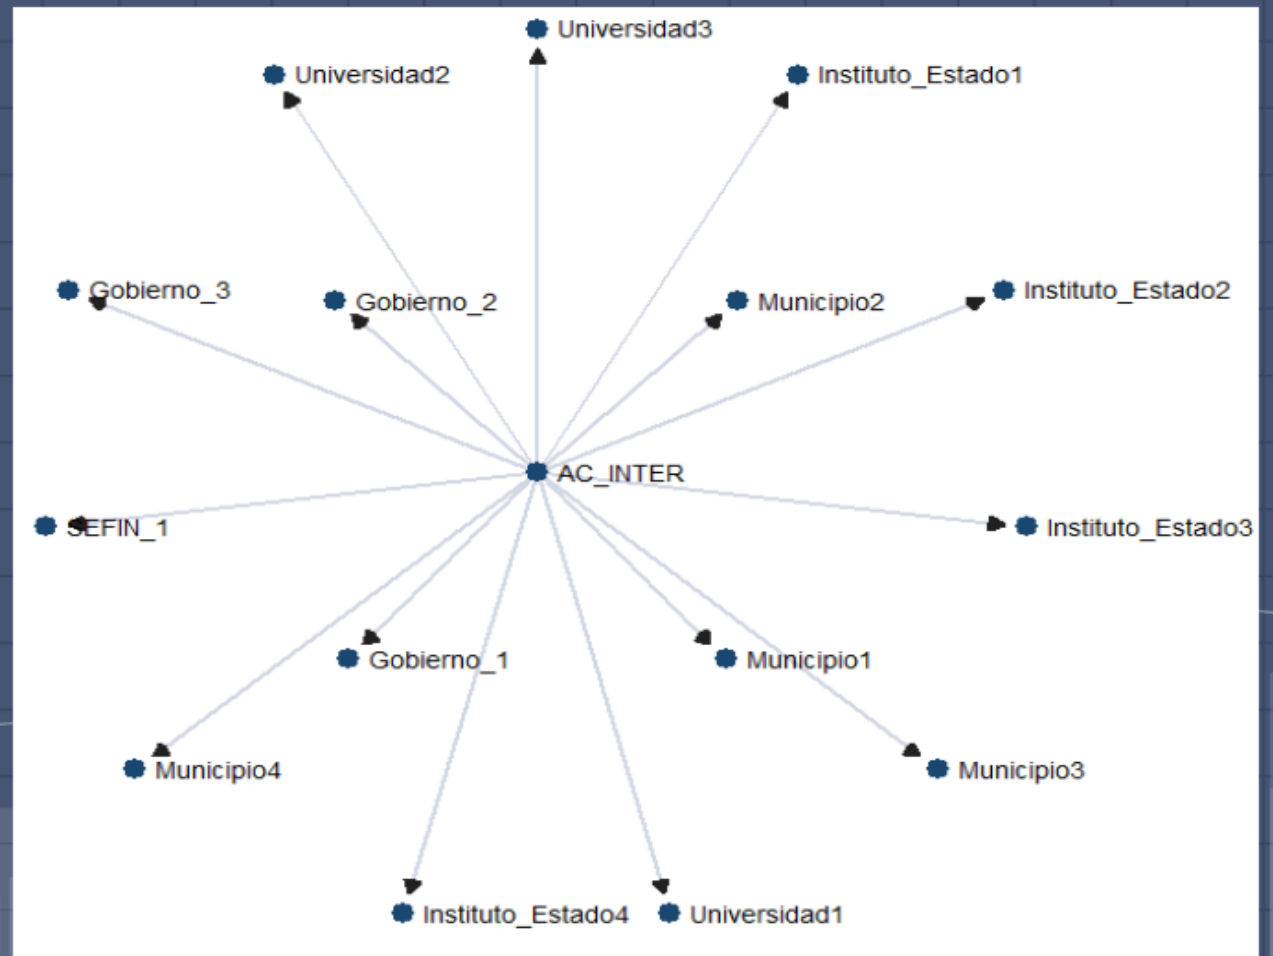 Universidad3
Universidad2
Instituto_Estado1
Gobierno_3
Gobierno_2
Municipio2
Instituto_Estado2
AC_INTER
SEFIN_1
Instituto_Estado3
Gobierno_1
Municipio1
Municipio4
Municipio3
Instituto_Estado4
Universidad1